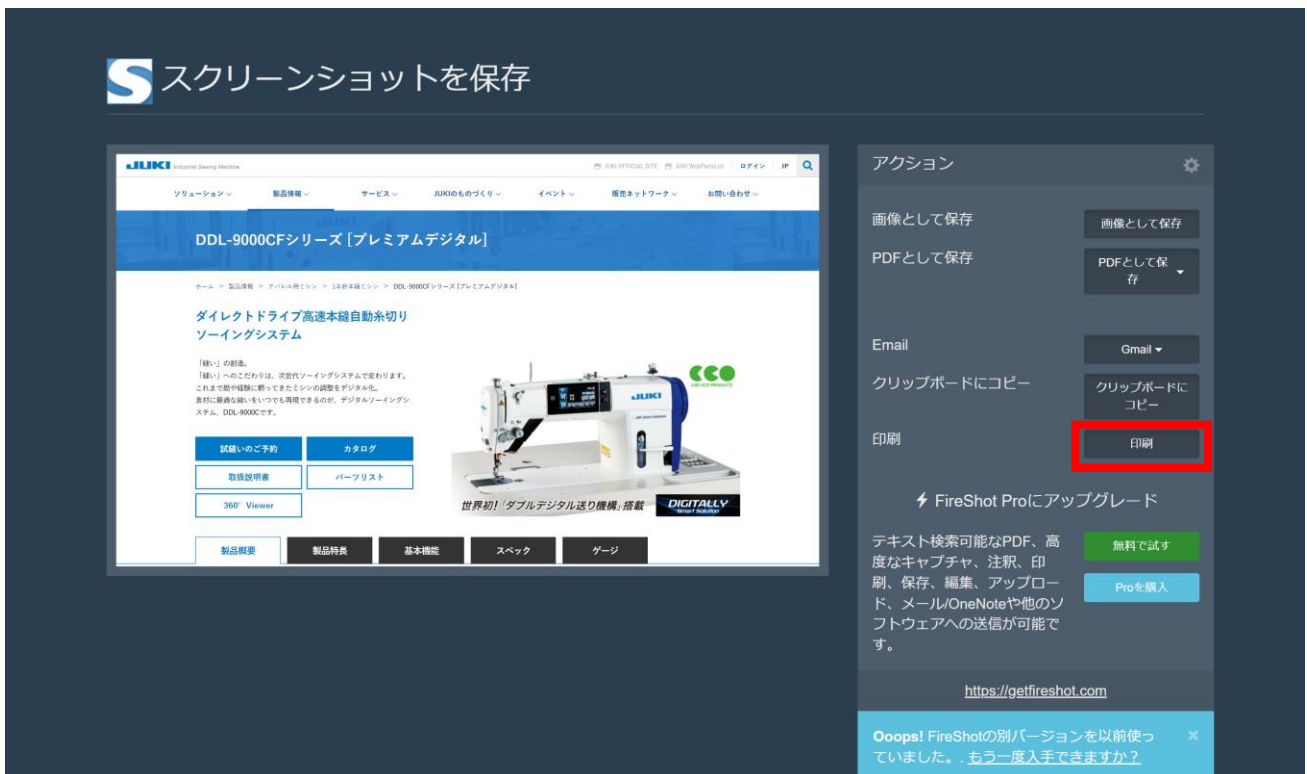 スクリーンショットを保存
JUKI Industrial Sewing Machine
JUKI OFFICIAL SITE JUKI WebPartsList ログイン JP
ソリューション 製品情報 サービス JUKIのものづくり イベント 販売ネットワーク お問い合わせ
DDL-9000CFシリーズ [プレミアムデジタル]
ホーム > 製品情報 > アパレル用ミシン > 1本針本縫ミシン > DDL-9000CFシリーズ [プレミアムデジタル]
ダイレクトドライブ高速本縫自動糸切り
ソーイングシステム
「縫い」の創造。
「縫い」へのこだわりは、次世代ソーイングシステムで変わります。
これまで勘や経験に頼ってきたミシンの調整をデジタル化。
素材に最適な縫いをいつでも再現できるのが、デジタルソーイングシ
ステム、DDL-9000Cです。
JUKI ECO PRODUCTS
JUKI
試縫いのご予約 カタログ
取扱説明書 パーツリスト
360° Viewer
世界初!「ダブルデジタル送り機構」搭載 DIGITALLY
Smart Solution
製品概要 製品特長 基本機能 スペック ゲージ
アクション
画像として保存 画像として保存
PDFとして保存 PDFとして保
存
Email Gmail
クリップボードにコピー クリップボードに
コピー
印刷 印刷
FireShot Proにアップグレード
テキスト検索可能なPDF、高
度なキャプチャ、注釈、印
刷、保存、編集、アップロー
ド、メール/OneNoteや他のソ
フトウェアへの送信が可能で
す。
無料で試す
Proを購入
https://getfireshot.com
Ooops! FireShotの別バージョンを以前使っ
ていました。. もう一度入手できますか？